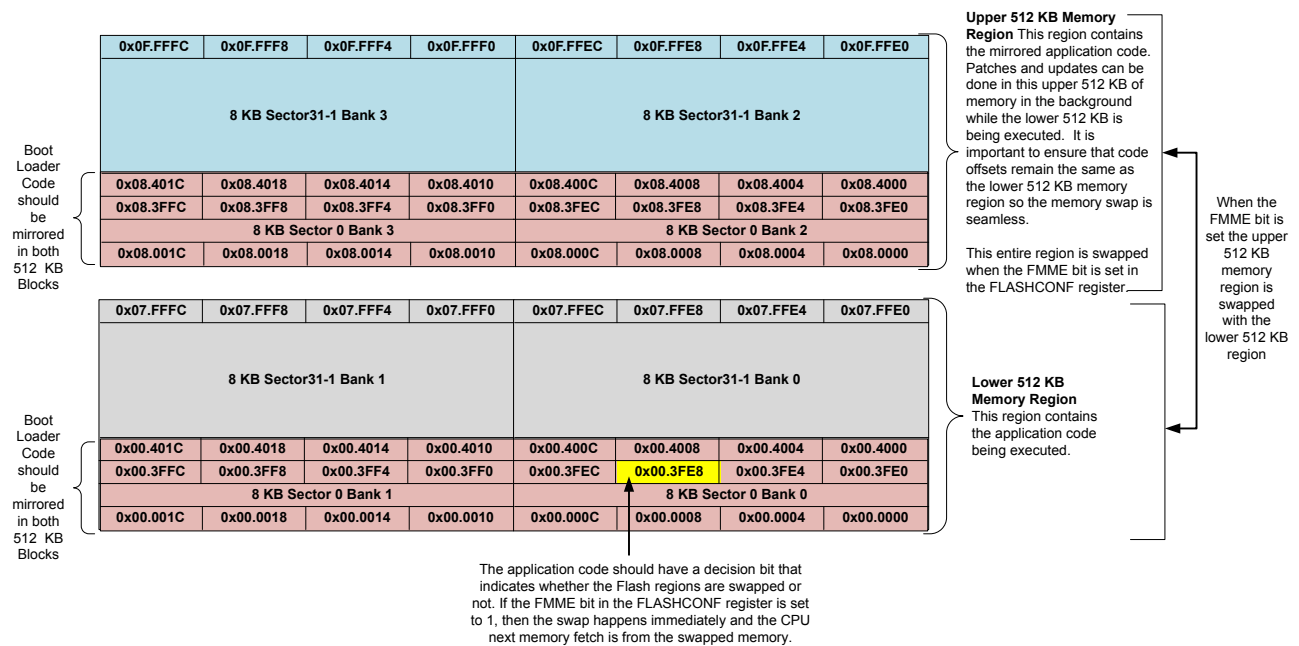 Upper 512 KB Memory
Region This region contains
the mirrored application code.
Patches and updates can be
done in this upper 512 KB of
memory in the background
while the lower 512 KB is
being executed. It is
important to ensure that code
offsets remain the same as
the lower 512 KB memory
region so the memory swap is
seamless.
This entire region is swapped
when the FMME bit is set in
the FLASHCONF register.
0x0F.FFFC 0x0F.FFF8 0x0F.FFF4 0x0F.FFF0 0x0F.FFEC 0x0F.FFE8 0x0F.FFE4 0x0F.FFE0
8 KB Sector31-1 Bank 3 8 KB Sector31-1 Bank 2
Boot
Loader
Code
should
be
mirrored
in both
512 KB
Blocks
0x08.401C 0x08.4018 0x08.4014 0x08.4010 0x08.400C 0x08.4008 0x08.4004 0x08.4000
0x08.3FFC 0x08.3FF8 0x08.3FF4 0x08.3FF0 0x08.3FEC 0x08.3FE8 0x08.3FE4 0x08.3FE0
8 KB Sector 0 Bank 3 8 KB Sector 0 Bank 2
0x08.001C 0x08.0018 0x08.0014 0x08.0010 0x08.000C 0x08.0008 0x08.0004 0x08.0000
When the
FMME bit is
set the upper
512 KB
memory
region is
swapped
with the
lower 512 KB
region
0x07.FFFC 0x07.FFF8 0x07.FFF4 0x07.FFF0 0x07.FFEC 0x07.FFE8 0x07.FFE4 0x07.FFE0
8 KB Sector31-1 Bank 1 8 KB Sector31-1 Bank 0
Lower 512 KB
Memory Region
This region contains
the application code
being executed.
Boot
Loader
Code
should
be
mirrored
in both
512 KB
Blocks
0x00.401C 0x00.4018 0x00.4014 0x00.4010 0x00.400C 0x00.4008 0x00.4004 0x00.4000
0x00.3FFC 0x00.3FF8 0x00.3FF4 0x00.3FF0 0x00.3FEC 0x00.3FE8 0x00.3FE4 0x00.3FE0
8 KB Sector 0 Bank 1 8 KB Sector 0 Bank 0
0x00.001C 0x00.0018 0x00.0014 0x00.0010 0x00.000C 0x00.0008 0x00.0004 0x00.0000
The application code should have a decision bit that
indicates whether the Flash regions are swapped or
not. If the FMME bit in the FLASHCONF register is set
to 1, then the swap happens immediately and the CPU
next memory fetch is from the swapped memory.